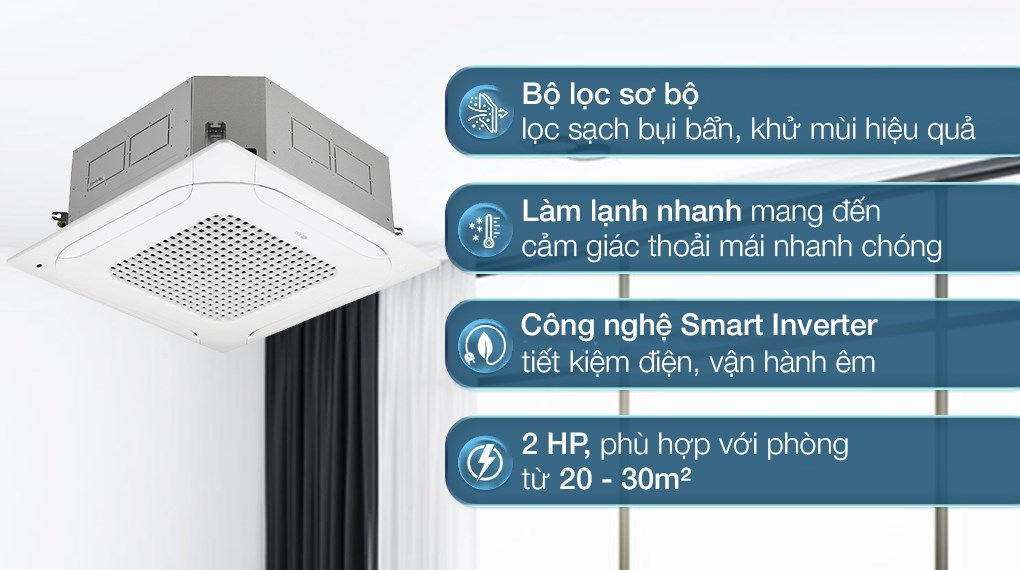 Bộ lọc sơ bộ
lọc sạch bụi bẩn, khử mùi hiệu quả
Làm lạnh nhanh mang đến
cảm giác thoải mái nhanh chóng
Công nghệ Smart Inverter
tiết kiệm điện, vận hành êm
2 HP, phù hợp với phòng
từ 20 - 30m²